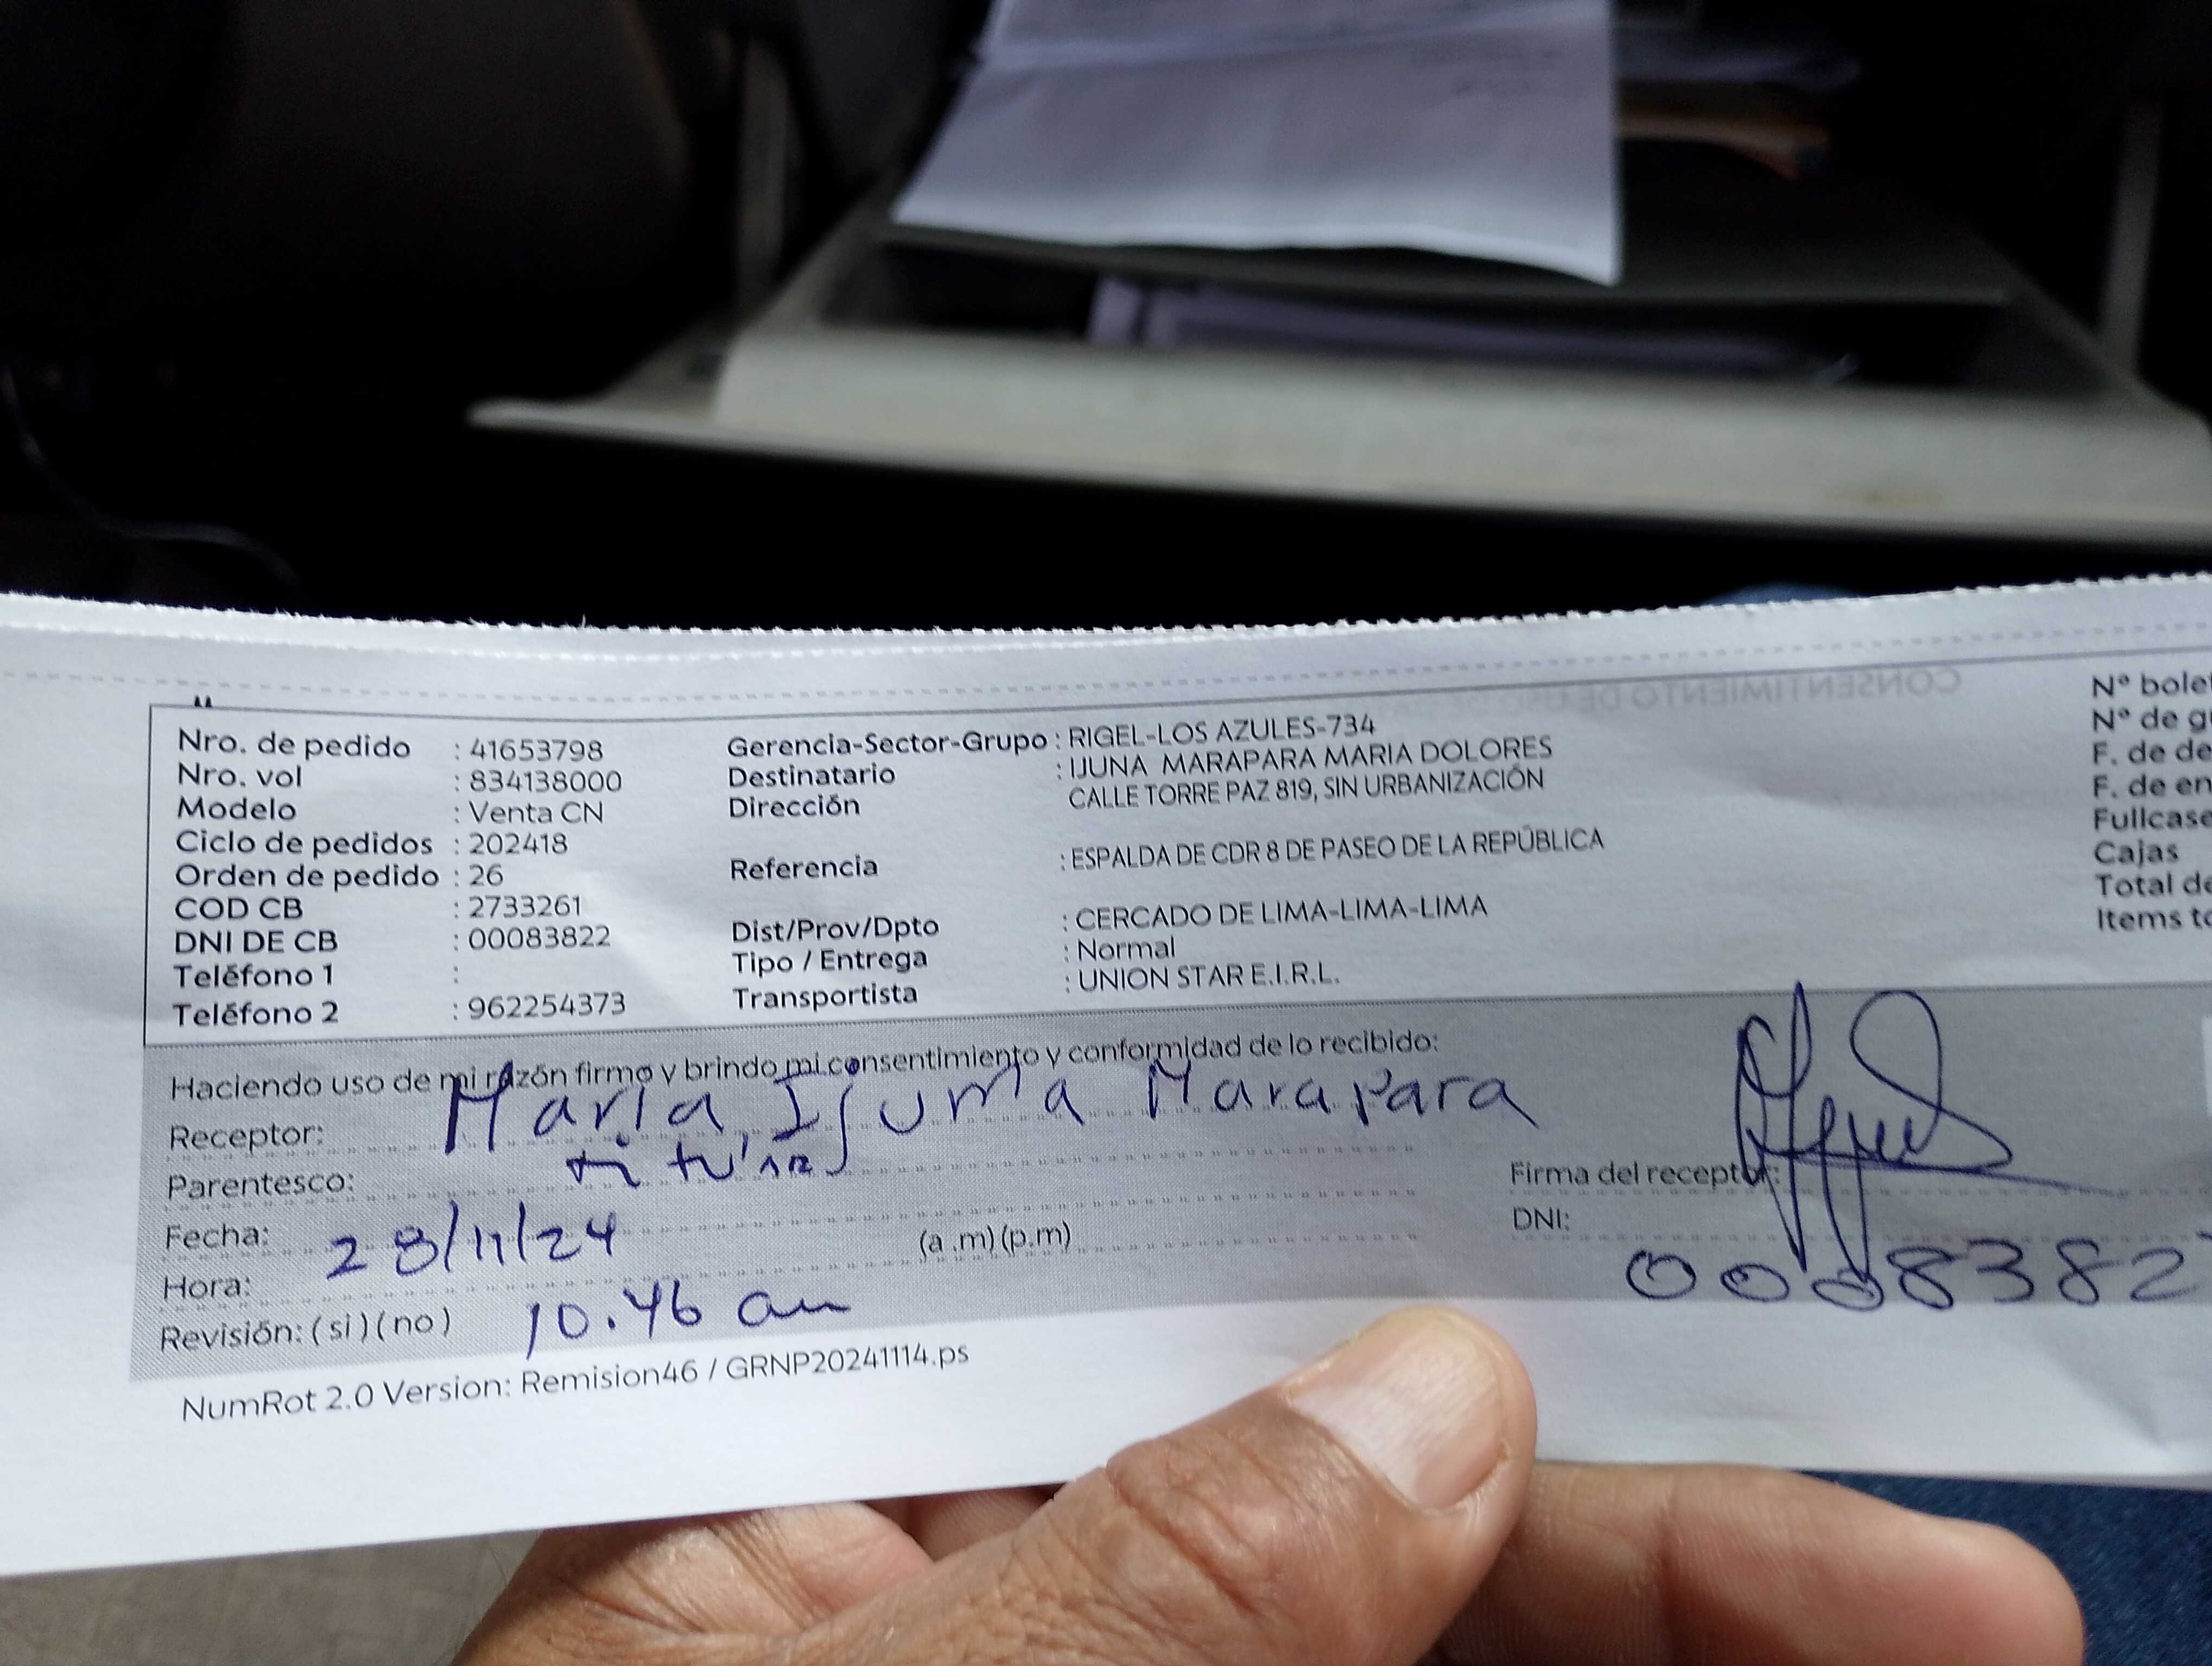 CONSENTIMIENTO DE USO DE
Nro. de pedido : 41653798
Nro. vol : 834138000
Modelo : Venta CN
Ciclo de pedidos : 202418
Orden de pedido : 26
COD CB : 2733261
DNI DE CB : 00083822
Teléfono 1 :
Teléfono 2 : 962254373
Gerencia-Sector-Grupo : RIGEL-LOS AZULES-734
Destinatario : IJUNA MARAPARA MARIA DOLORES
Dirección CALLE TORRE PAZ 819, SIN URBANIZACIÓN
Referencia : ESPALDA DE CDR 8 DE PASEO DE LA REPÚBLICA
Dist/Prov/Dpto : CERCADO DE LIMA-LIMA-LIMA
Tipo / Entrega : Normal
Transportista : UNION STAR E.I.R.L.
Nº bole
Nº de g
F. de de
F. de en
Fullcase
Cajas
Total de
Items to
Haciendo uso de mi razón firmo y brindo mi consentimiento y conformidad de lo recibido:
Receptor: Maria Ijuma Marapara
Parentesco:
Fecha: 28/11/24 (a .m) (p.m)
Hora: 10.46 am
Revisión: (si) (no)
Firma del receptor:
DNI: 0008382
NumRot 2.0 Version: Remision46 / GRNP20241114.ps